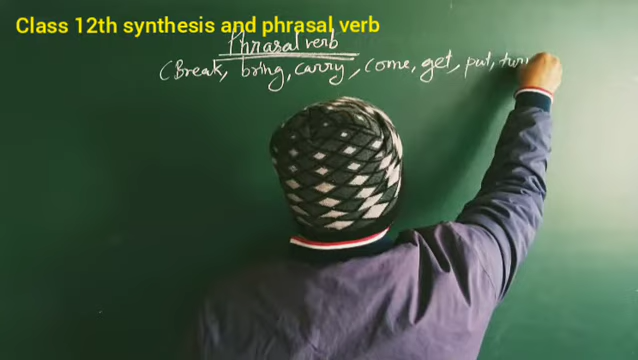 Class 12th synthesis and phrasal verb
Phrasal verb
(Break, bring, carry, come, get, put,